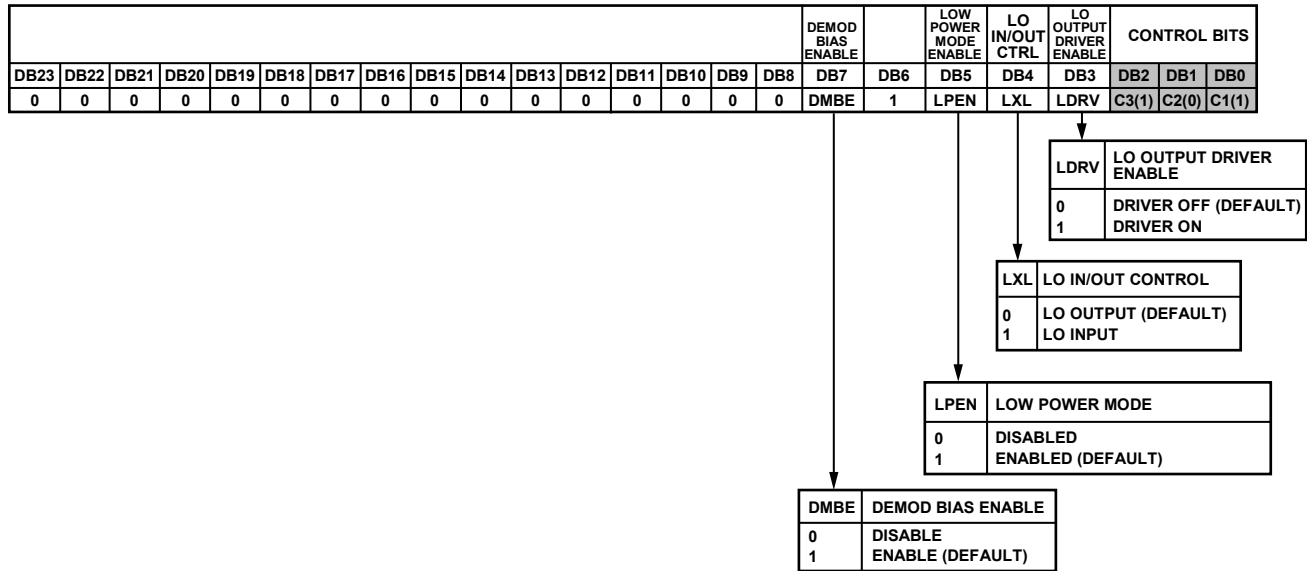 DEMOD BIAS ENABLE LOW POWER MODE ENABLE LO IN/OUT CTRL LO OUTPUT DRIVER ENABLE CONTROL BITS
DB23 DB22 DB21 DB20 DB19 DB18 DB17 DB16 DB15 DB14 DB13 DB12 DB11 DB10 DB9 DB8 DB7 DB6 DB5 DB4 DB3 DB2 DB1 DB0
0 0 0 0 0 0 0 0 0 0 0 0 0 0 0 0 DMBE 1 LPEN LXL LDRV C3(1) C2(0) C1(1)
LDRV LO OUTPUT DRIVER ENABLE
0 DRIVER OFF (DEFAULT)
1 DRIVER ON
LXL LO IN/OUT CONTROL
0 LO OUTPUT (DEFAULT)
1 LO INPUT
LPEN LOW POWER MODE
0 DISABLED
1 ENABLED (DEFAULT)
DMBE DEMOD BIAS ENABLE
0 DISABLE
1 ENABLE (DEFAULT)